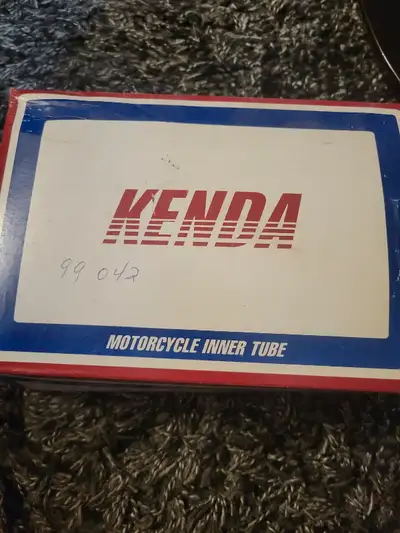 KENDA
99 042
MOTORCYCLE INNER TUBE